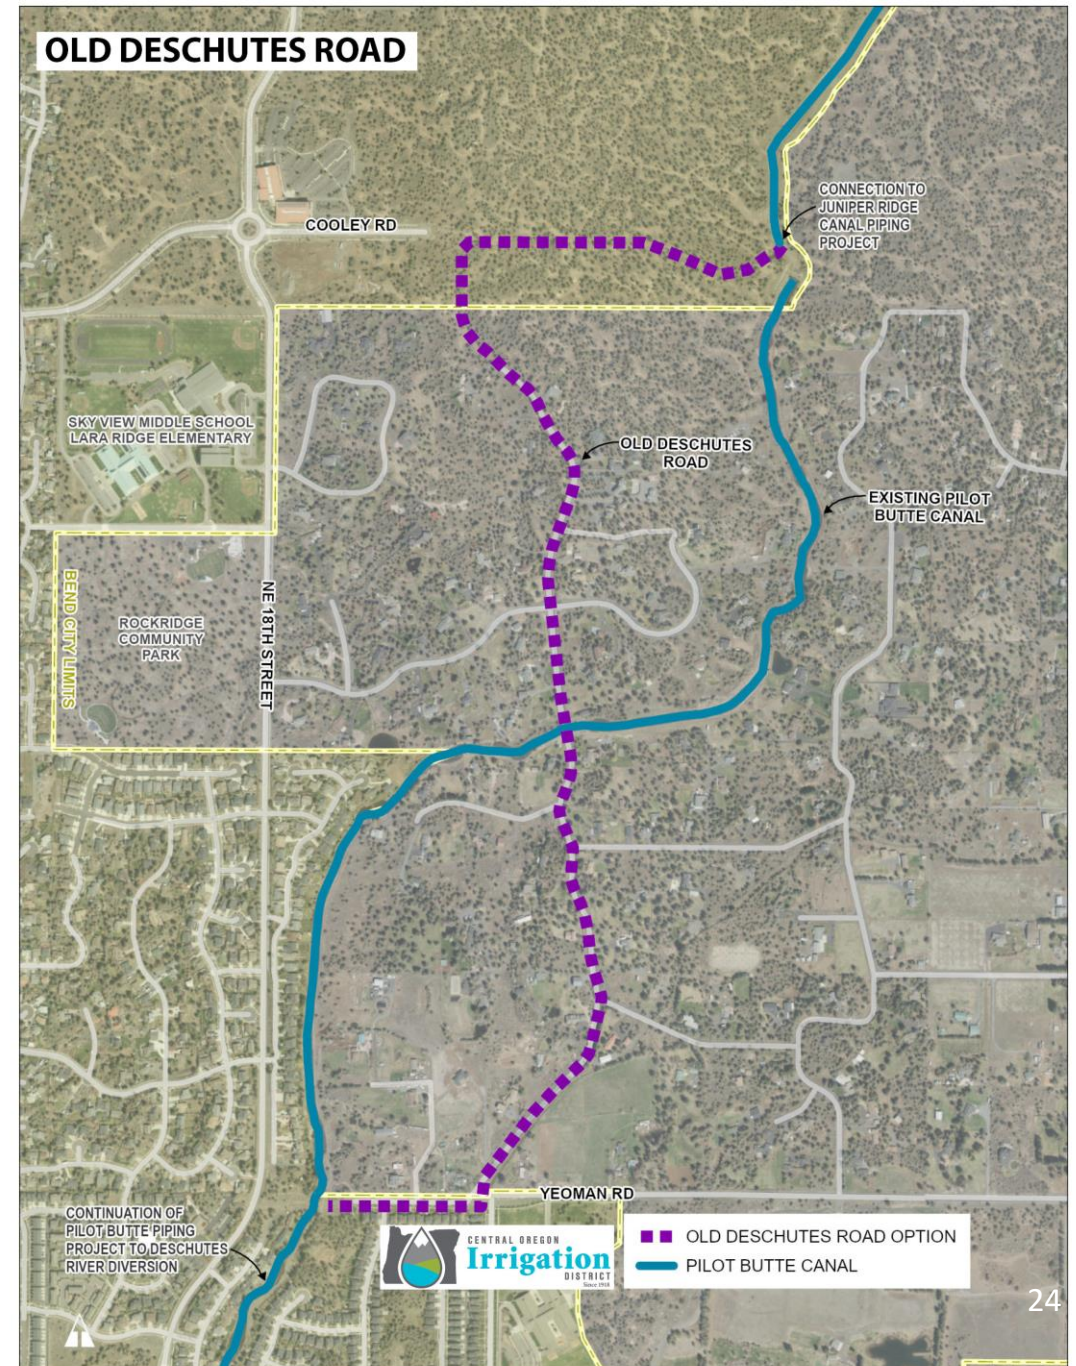 OLD DESCHUTES ROAD
CONNECTION TO
JUNIPER RIDGE
CANAL PIPING
PROJECT
COOLEY RD
SKY VIEW MIDDLE SCHOOL
LARA RIDGE ELEMENTARY
OLD DESCHUTES
ROAD
EXISTING PILOT
BUTTE CANAL
BEND CITY LIMITS
ROCKRIDGE
COMMUNITY
PARK
NE 18TH STREET
YEOMAN RD
CONTINUATION OF
PILOT BUTTE PIPING
PROJECT TO DESCHUTES
RIVER DIVERSION
CENTRAL OREGON
Irrigation
DISTRICT
Since 1918
OLD DESCHUTES ROAD OPTION
PILOT BUTTE CANAL
24